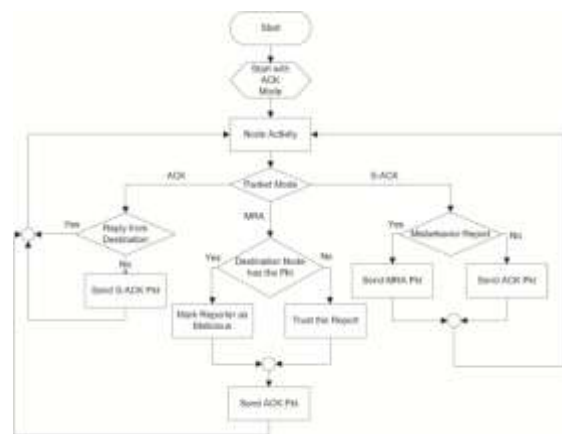 Start
Start with
ACK
Mode
Node Activity
ACK
Packet Mode
S-ACK
MRA
Yes
Reply from
Destination
No
Send S-ACK Pkt
Yes
Destination Node
has the Pkt
No
Yes
Misbehavior Report
No
Send MRA Pkt
Send ACK Pkt
Mark Reporter as
Malicious
Trust the Report
Send ACK Pkt